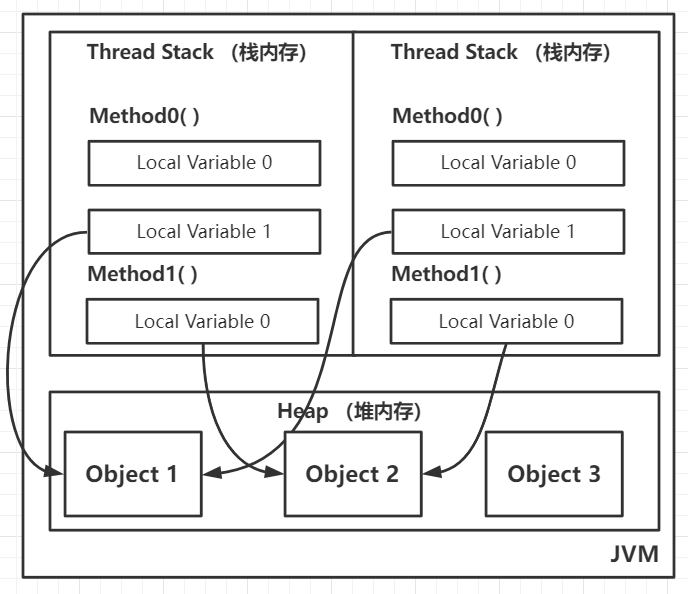 Thread Stack （栈内存）
Method0( )
Local Variable 0
Local Variable 1
Method1( )
Local Variable 0
Thread Stack （栈内存）
Method0( )
Local Variable 0
Local Variable 1
Method1( )
Local Variable 0
Heap （堆内存）
Object 1
Object 2
Object 3
JVM